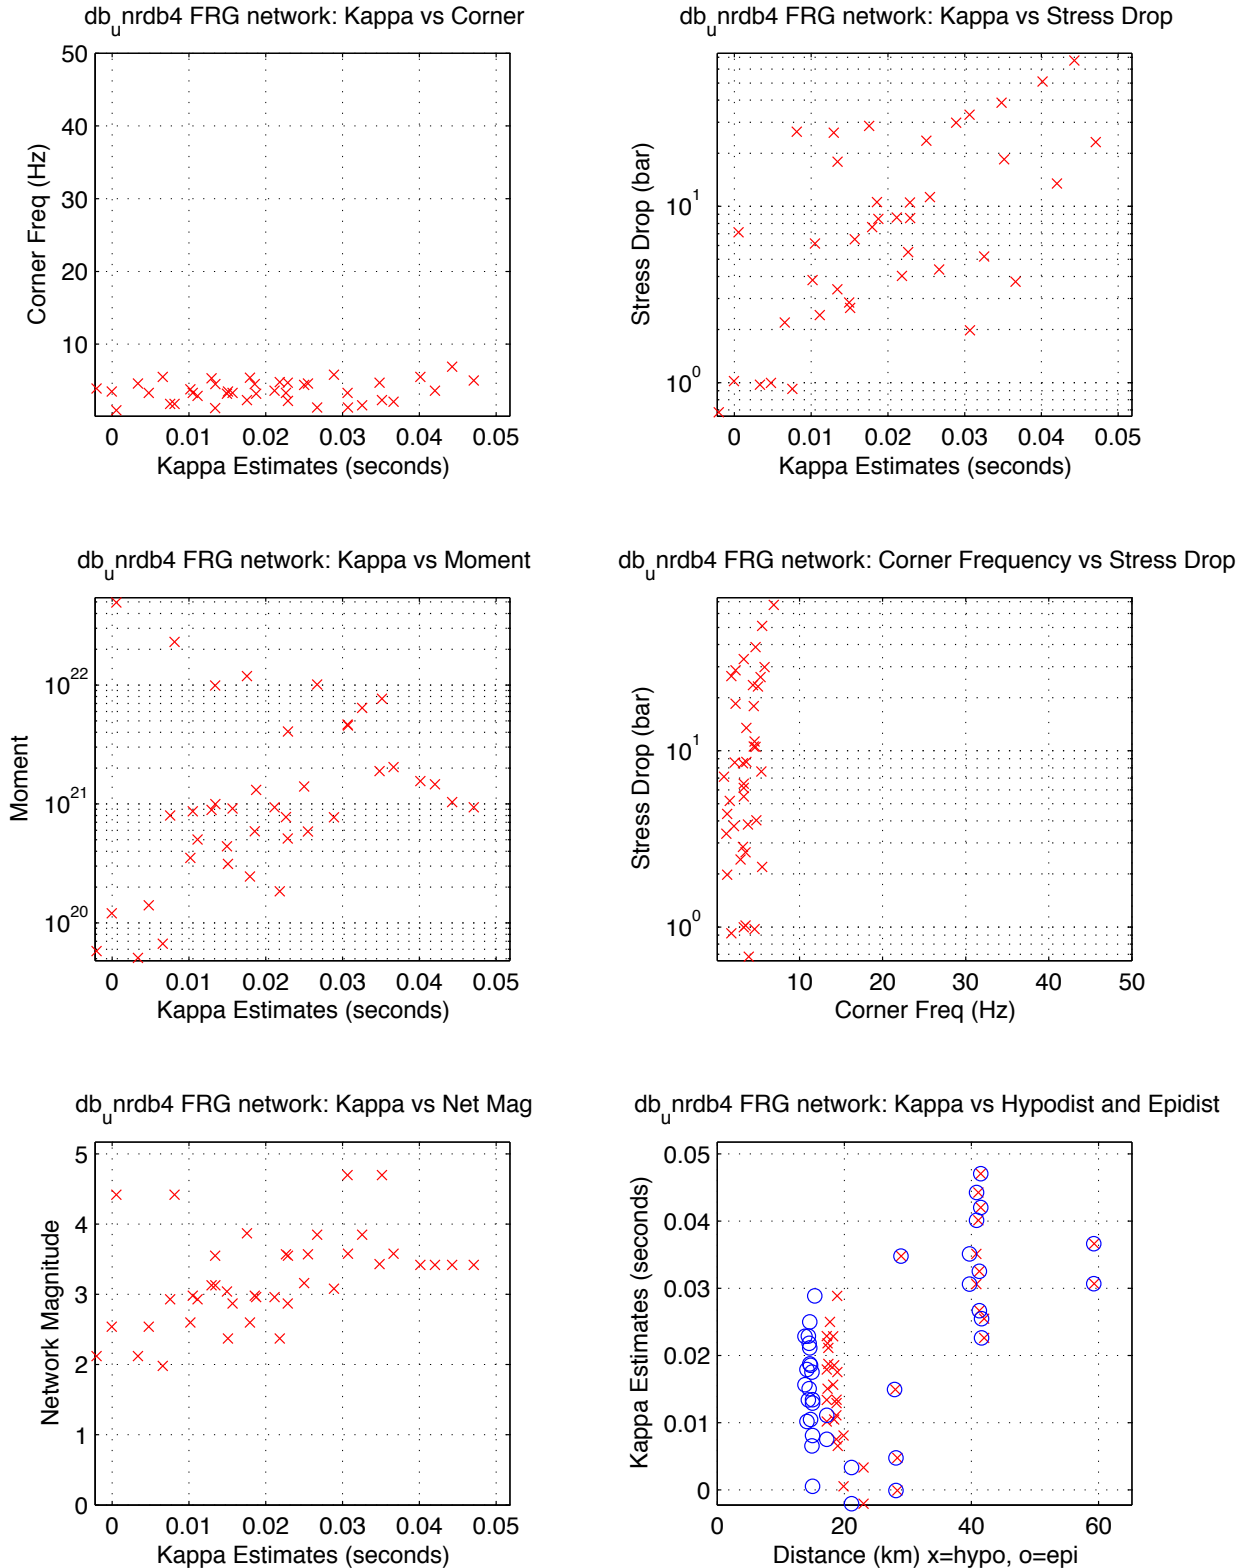 db_unrdb4 FRG network: Kappa vs Corner
50
40
30
20
10
Corner Freq (Hz)
0 0.01 0.02 0.03 0.04 0.05
Kappa Estimates (seconds)
db_unrdb4 FRG network: Kappa vs Stress Drop
10^1
10^0
Stress Drop (bar)
0 0.01 0.02 0.03 0.04 0.05
Kappa Estimates (seconds)
db_unrdb4 FRG network: Kappa vs Moment
10^22
10^21
10^20
Moment
0 0.01 0.02 0.03 0.04 0.05
Kappa Estimates (seconds)
db_unrdb4 FRG network: Corner Frequency vs Stress Drop
10^1
10^0
Stress Drop (bar)
10 20 30 40 50
Corner Freq (Hz)
db_unrdb4 FRG network: Kappa vs Net Mag
5
4
3
2
1
0
Network Magnitude
0 0.01 0.02 0.03 0.04 0.05
Kappa Estimates (seconds)
db_unrdb4 FRG network: Kappa vs Hypodist and Epidist
0.05
0.04
0.03
0.02
0.01
0
Kappa Estimates (seconds)
0 20 40 60
Distance (km) x=hypo, o=epi